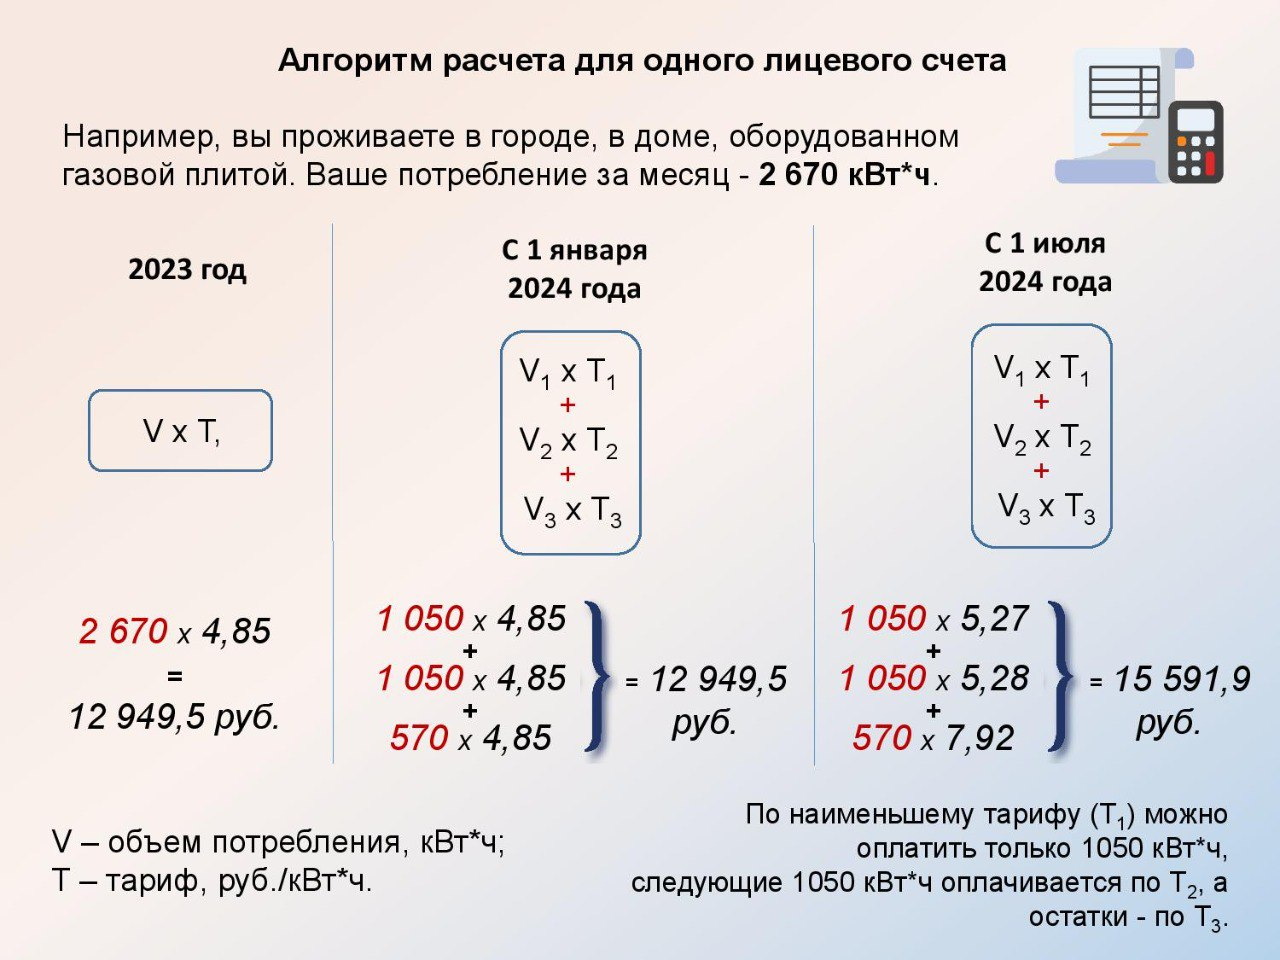 Алгоритм расчета для одного лицевого счета
Например, вы проживаете в городе, в доме, оборудованном
газовой плитой. Ваше потребление за месяц - 2 670 кВт*ч.
2023 год
V x T,
2 670 x 4,85
=
12 949,5 руб.
С 1 января
2024 года
V1 x T1
+
V2 x T2
+
V3 x T3
1 050 x 4,85
+
1 050 x 4,85
+
570 x 4,85
= 12 949,5
руб.
С 1 июля
2024 года
V1 x T1
+
V2 x T2
+
V3 x T3
1 050 x 5,27
+
1 050 x 5,28
+
570 x 7,92
= 15 591,9
руб.
V – объем потребления, кВт*ч;
Т – тариф, руб./кВт*ч.
По наименьшему тарифу (Т1) можно
оплатить только 1050 кВт*ч,
следующие 1050 кВт*ч оплачивается по Т2, а
остатки - по Т3.